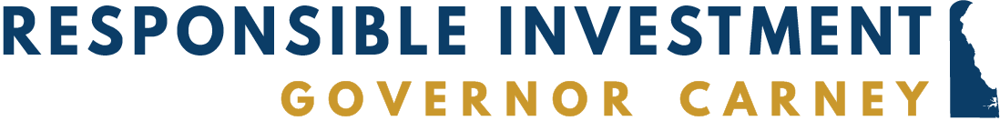 RESPONSIBLE INVESTMENT
GOVERNOR CARNEY